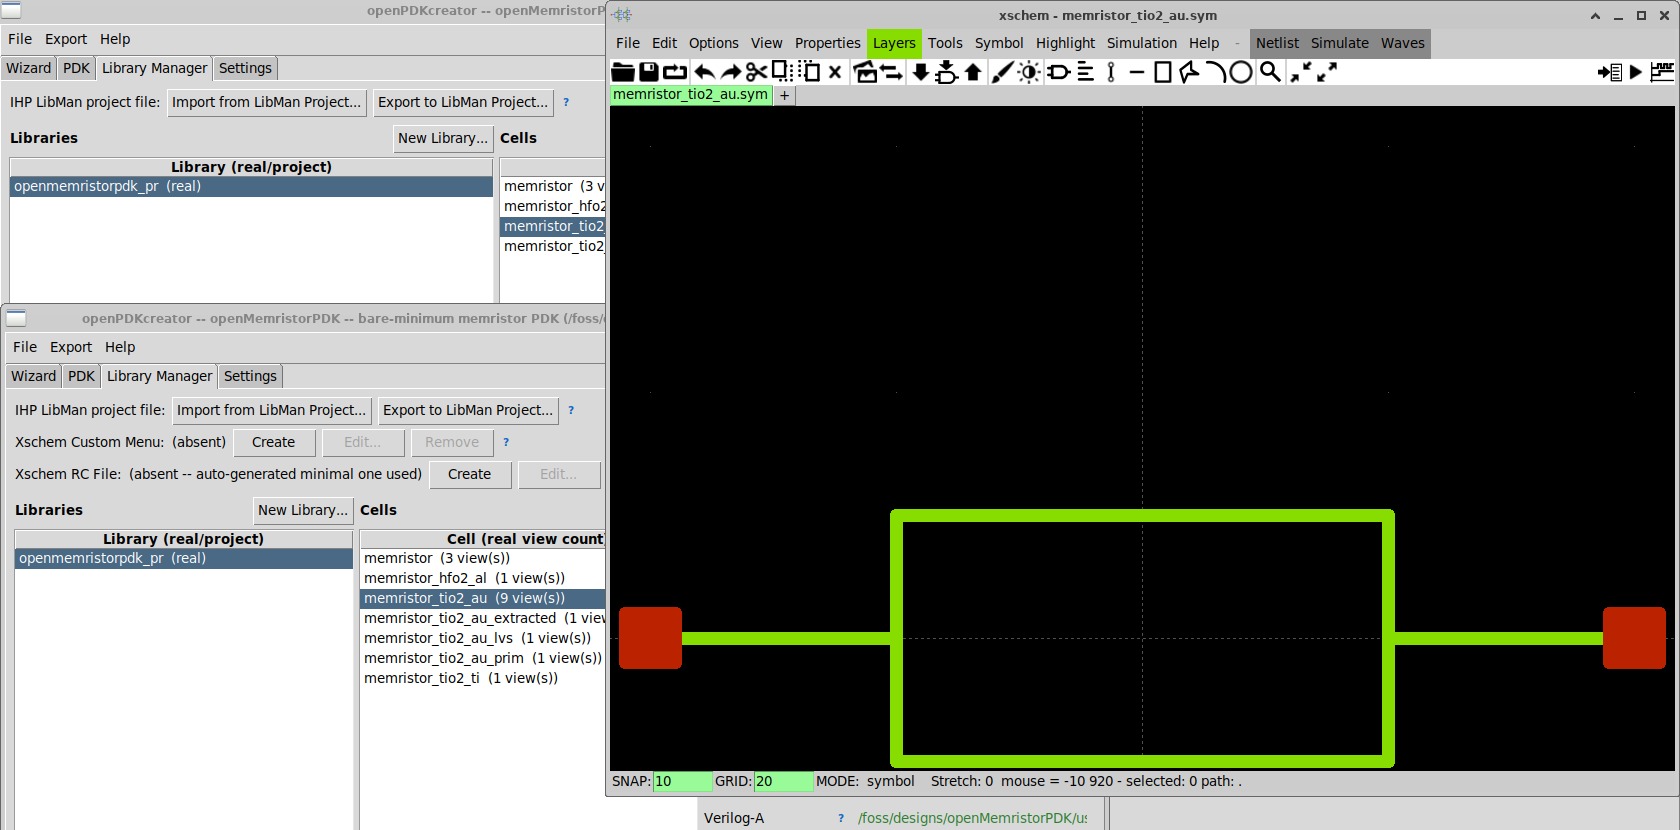 openPDKcreator -- openMemristorP
File Export Help
Wizard PDK Library Manager Settings
IHP LibMan project file: Import from LibMan Project... Export to LibMan Project... ?
Libraries New Library... Cells
Library (real/project)
openmemristorpdk_pr (real)
memristor (3 v
memristor_hfo2
memristor_tio2_
memristor_tio2_
openPDKcreator -- openMemristorPDK -- bare-minimum memristor PDK (/foss/
File Export Help
Wizard PDK Library Manager Settings
IHP LibMan project file: Import from LibMan Project... Export to LibMan Project... ?
Xschem Custom Menu: (absent) Create Edit... Remove ?
Xschem RC File: (absent -- auto-generated minimal one used) Create Edit...
Libraries New Library... Cells
Library (real/project) Cell (real view count)
openmemristorpdk_pr (real)
memristor (3 view(s))
memristor_hfo2_al (1 view(s))
memristor_tio2_au (9 view(s))
memristor_tio2_au_extracted (1 view
memristor_tio2_au_lvs (1 view(s))
memristor_tio2_au_prim (1 view(s))
memristor_tio2_ti (1 view(s))
xschem - memristor_tio2_au.sym
File Edit Options View Properties Layers Tools Symbol Highlight Simulation Help - Netlist Simulate Waves
memristor_tio2_au.sym +
SNAP: 10 GRID: 20 MODE: symbol Stretch: 0 mouse = -10 920 - selected: 0 path: .
Verilog-A ? /foss/designs/openMemristorPDK/us